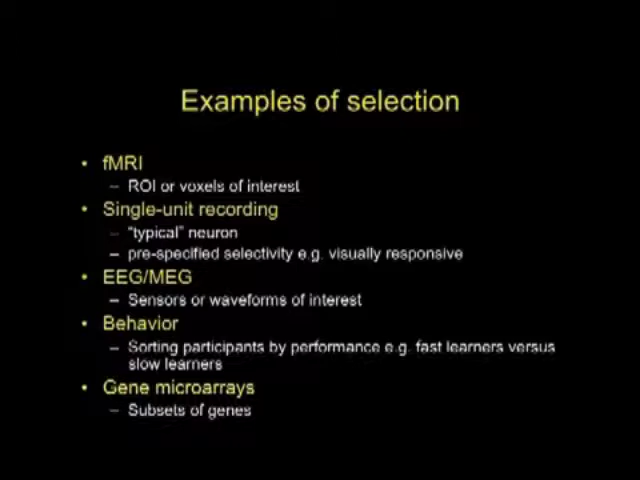 Examples of selection
• fMRI
– ROI or voxels of interest
• Single-unit recording
– “typical” neuron
– pre-specified selectivity e.g. visually responsive
• EEG/MEG
– Sensors or waveforms of interest
• Behavior
– Sorting participants by performance e.g. fast learners versus
slow learners
• Gene microarrays
– Subsets of genes